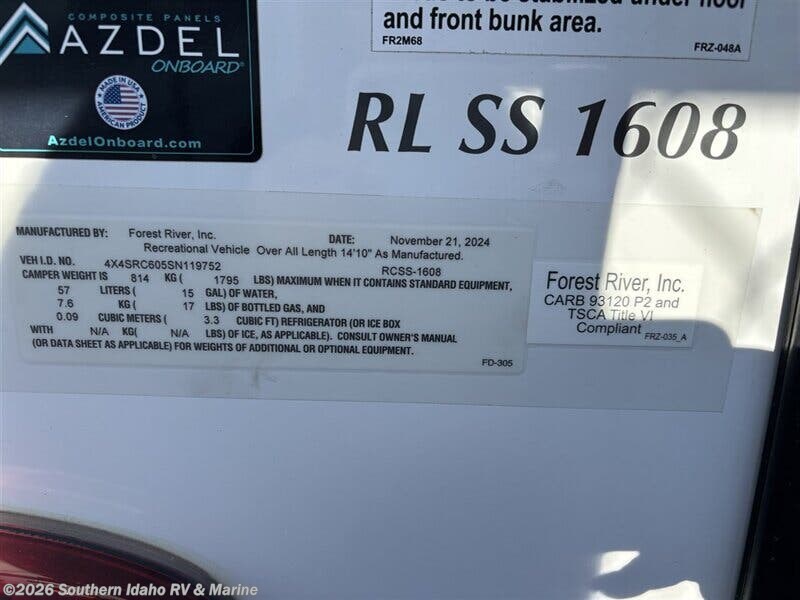 COMPOSITE PANELS
AZDEL
ONBOARD®
MADE IN USA
AMERICAN PRODUCT
AzdelOnboard.com
and front bunk area.
FR2M68
FRZ-048A
RL SS 1608
MANUFACTURED BY: Forest River, Inc. DATE: November 21, 2024
Recreational Vehicle Over All Length 14'10" As Manufactured.
VEH I.D. NO. 4X4SRC605SN119752 RCSS-1608
CAMPER WEIGHT IS 814 KG ( 1795 LBS) MAXIMUM WHEN IT CONTAINS STANDARD EQUIPMENT,
57 LITERS ( 15 GAL) OF WATER,
7.6 KG ( 17 LBS) OF BOTTLED GAS, AND
0.09 CUBIC METERS ( 3.3 CUBIC FT) REFRIGERATOR (OR ICE BOX
WITH N/A KG( N/A LBS) OF ICE, AS APPLICABLE). CONSULT OWNER'S MANUAL
(OR DATA SHEET AS APPLICABLE) FOR WEIGHTS OF ADDITIONAL OR OPTIONAL EQUIPMENT.
FD-305
Forest River, Inc.
CARB 93120 P2 and
TSCA Title VI
Compliant
FRZ-035_A
©2026 Southern Idaho RV & Marine